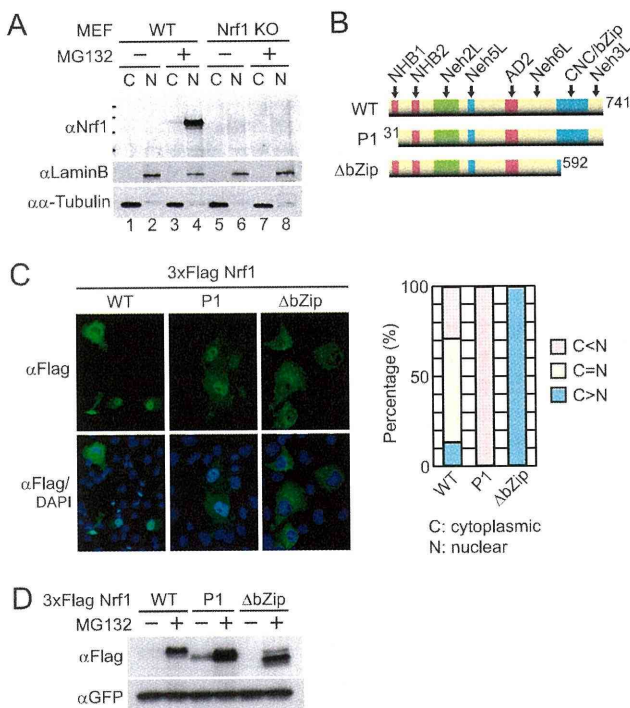 A
MEF WT Nrf1 KO
MG132 − + − +
C N C N C N C N
αNrf1
αLaminB
αα-Tubulin
1 2 3 4 5 6 7 8
B
NHB1 NHB2 Neh2L Neh5L AD2 Neh6L CNC/bZip Neh3L
WT 741
P1 31
ΔbZip 592
C
3xFlag Nrf1
WT P1 ΔbZip
αFlag
αFlag/
DAPI
Percentage (%)
100
50
0
WT P1 ΔbZip
C<N
C=N
C>N
C: cytoplasmic
N: nuclear
D
3xFlag Nrf1 WT P1 ΔbZip
MG132 − + − + − +
αFlag
αGFP